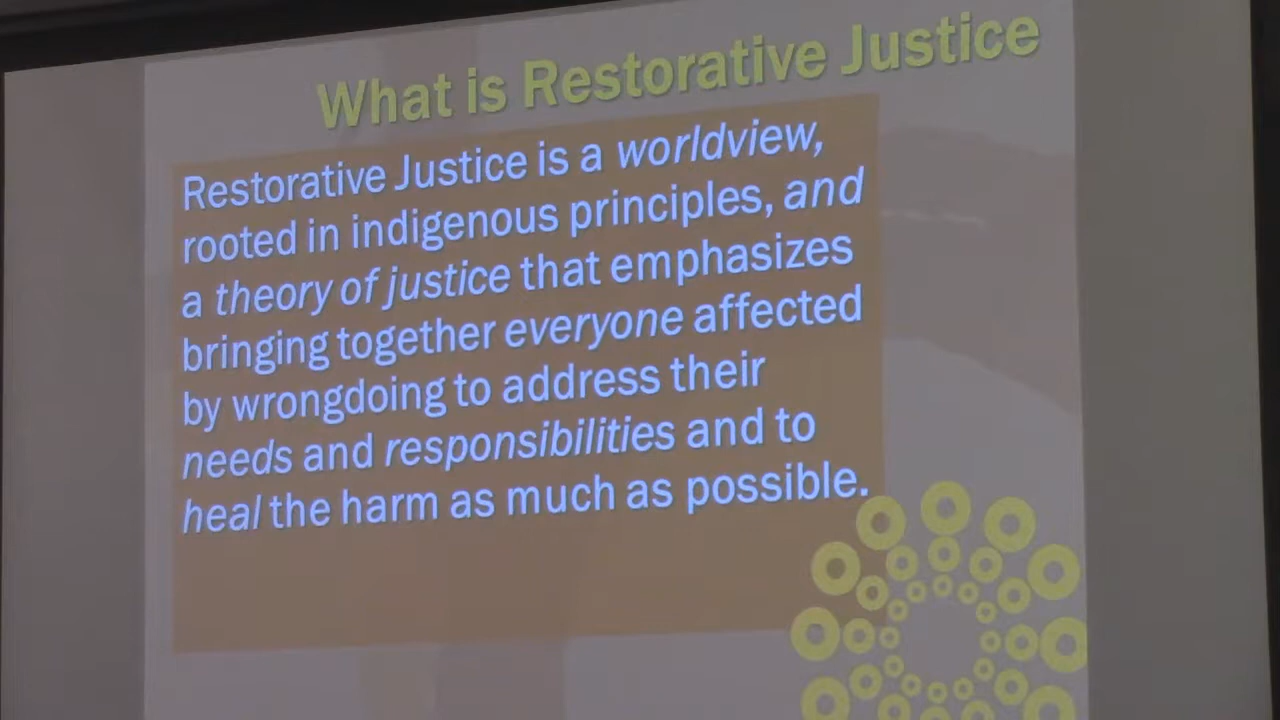 What is Restorative Justice
Restorative Justice is a worldview,
rooted in indigenous principles, and
a theory of justice that emphasizes
bringing together everyone affected
by wrongdoing to address their
needs and responsibilities and to
heal the harm as much as possible.